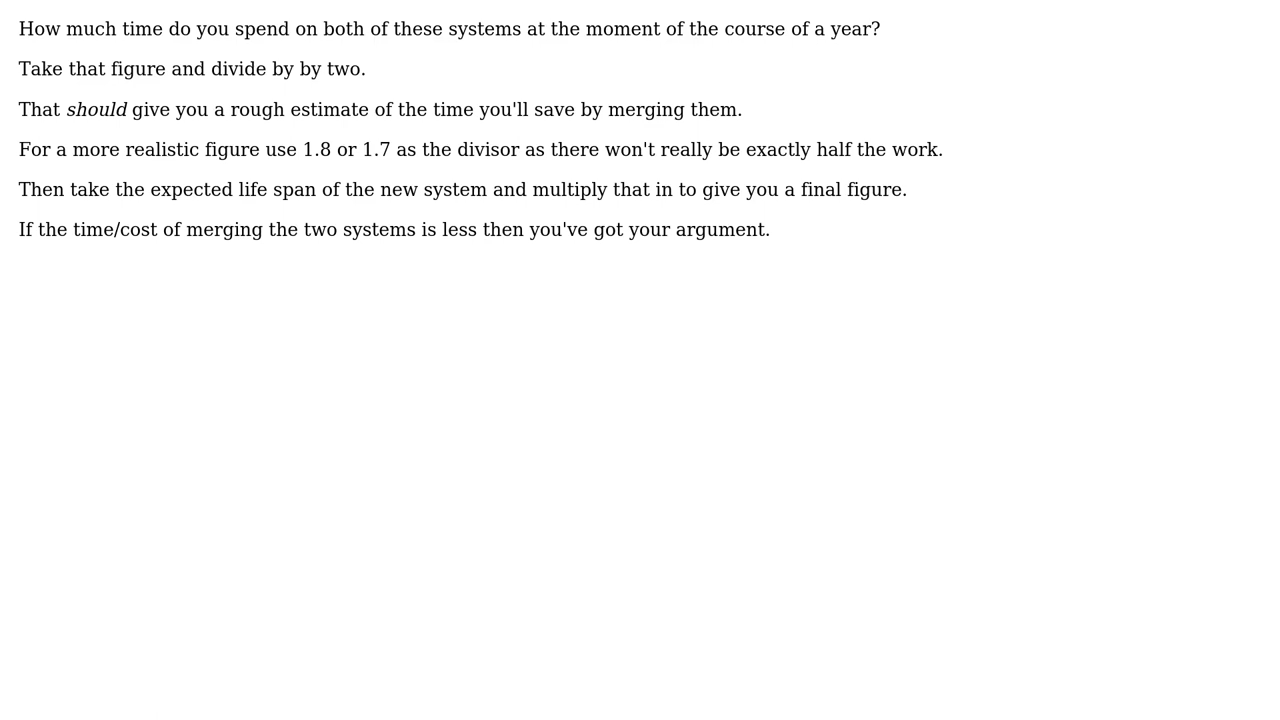 How much time do you spend on both of these systems at the moment of the course of a year?
Take that figure and divide by by two.
That should give you a rough estimate of the time you'll save by merging them.
For a more realistic figure use 1.8 or 1.7 as the divisor as there won't really be exactly half the work.
Then take the expected life span of the new system and multiply that in to give you a final figure.
If the time/cost of merging the two systems is less then you've got your argument.